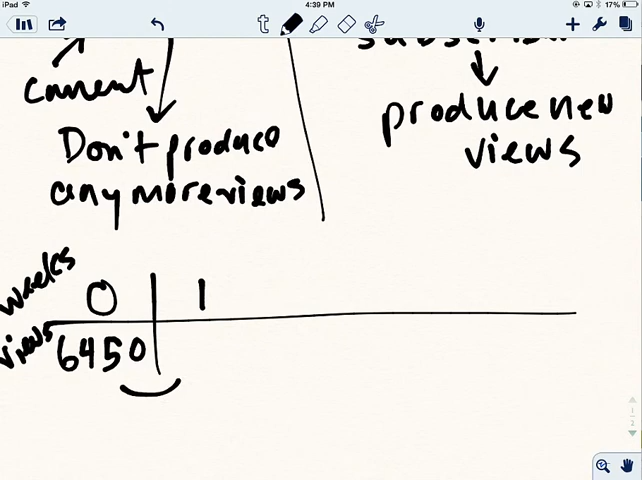 iPad
4:39 PM
17%
t
current
Don't produce
any more views
subscribers
produce new
views
weeks 0 1
views 6450